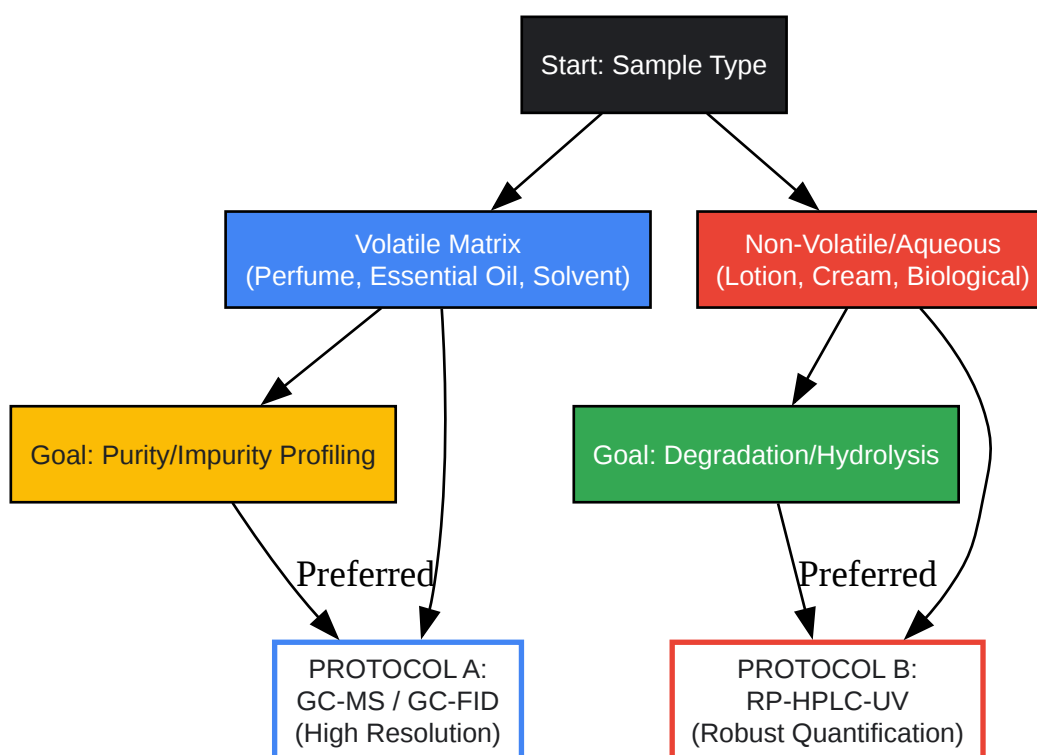 Start: Sample Type
Volatile Matrix
(Perfume, Essential Oil, Solvent)
Non-Volatile/Aqueous
(Lotion, Cream, Biological)
Goal: Purity/Impurity Profiling
Goal: Degradation/Hydrolysis
Preferred
Preferred
PROTOCOL A:
GC-MS / GC-FID
(High Resolution)
PROTOCOL B:
RP-HPLC-UV
(Robust Quantification)